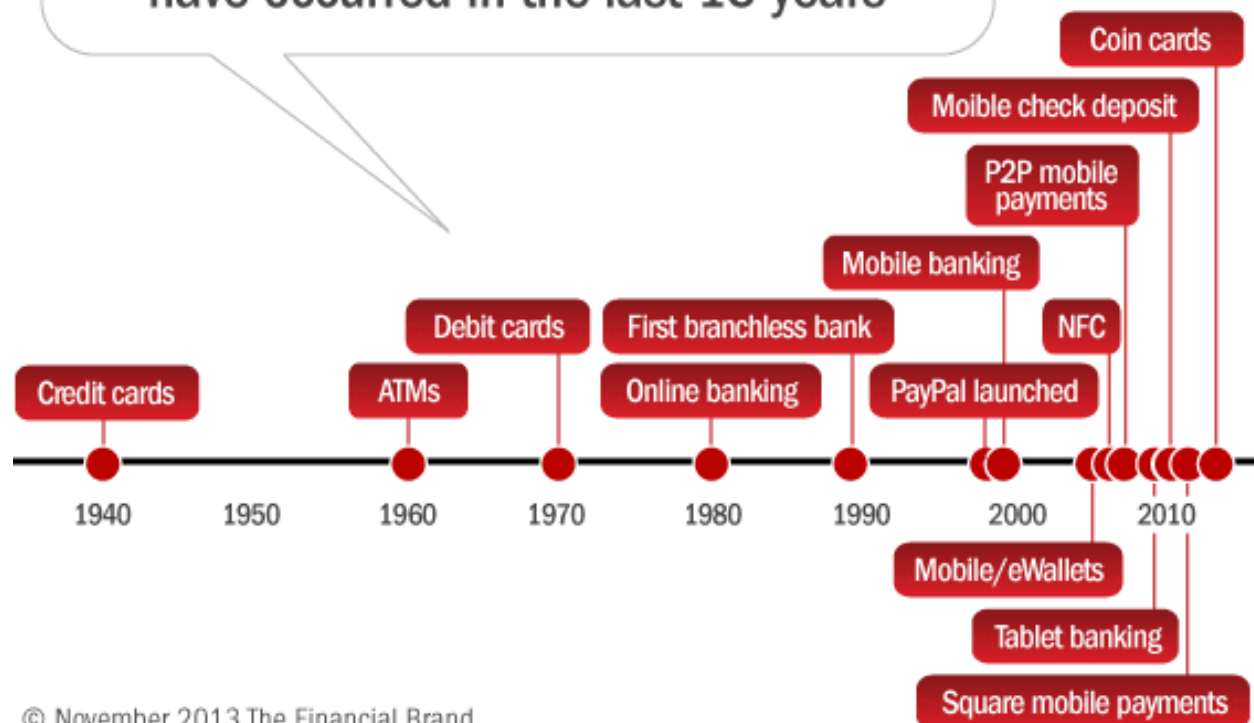 have occurred in the last 15 years
Coin cards
Moible check deposit
P2P mobile
payments
Mobile banking
Debit cards
First branchless bank
NFC
Credit cards
ATMs
Online banking
PayPal launched
1940
1950
1960
1970
1980
1990
2000
2010
Mobile/eWallets
Tablet banking
Square mobile payments
© November 2013 The Financial Brand